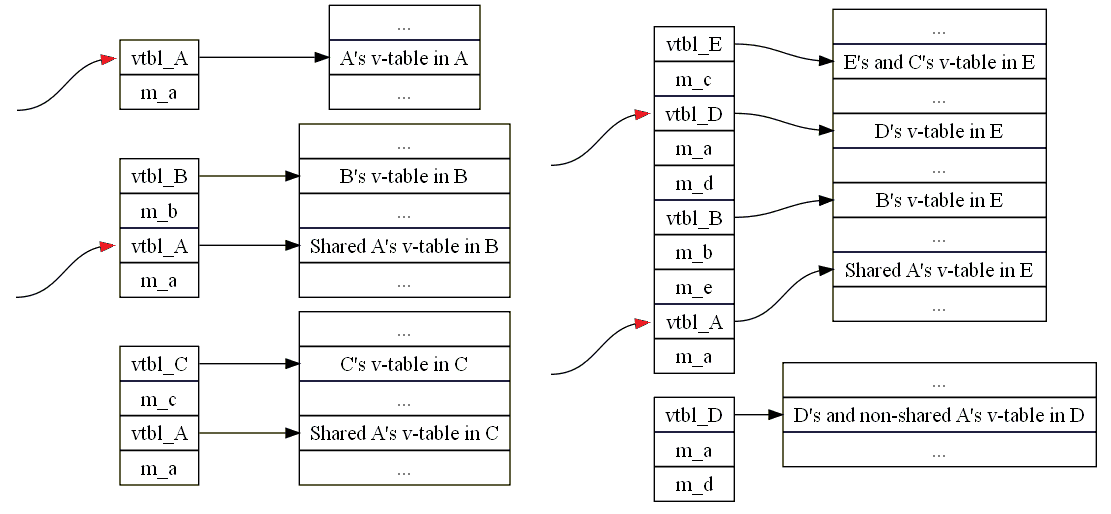 ...
vtbl_A
A's v-table in A
m_a
...
...
vtbl_B
B's v-table in B
m_b
...
vtbl_A
Shared A's v-table in B
m_a
...
...
vtbl_C
C's v-table in C
m_c
...
vtbl_A
Shared A's v-table in C
m_a
...
...
vtbl_E
E's and C's v-table in E
m_c
...
vtbl_D
D's v-table in E
m_a
...
m_d
B's v-table in E
vtbl_B
...
m_b
Shared A's v-table in E
m_e
...
vtbl_A
m_a
...
vtbl_D
D's and non-shared A's v-table in D
m_a
...
m_d